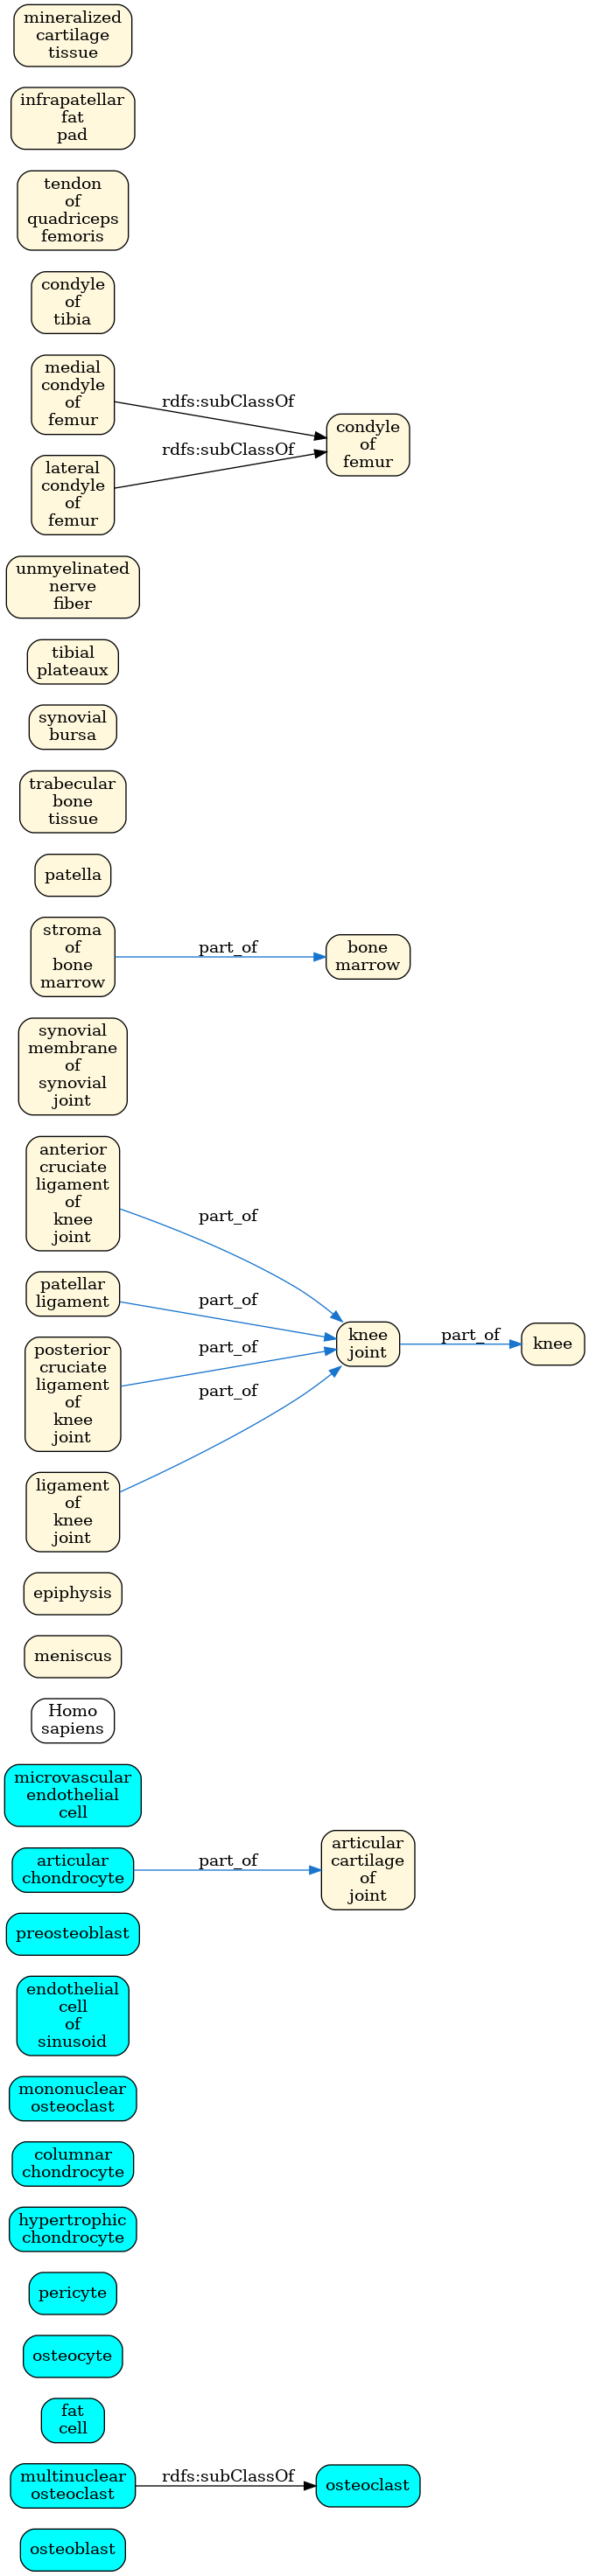 mineralized
cartilage
tissue
infrapatellar
fat
pad
tendon
of
quadriceps
femoris
condyle
of
tibia
medial
condyle
of
femur
rdfs:subClassOf
condyle
of
femur
rdfs:subClassOf
lateral
condyle
of
femur
unmyelinated
nerve
fiber
tibial
plateaux
synovial
bursa
trabecular
bone
tissue
patella
stroma
of
bone
marrow
part_of
bone
marrow
synovial
membrane
of
synovial
joint
anterior
cruciate
ligament
of
knee
joint
part_of
patellar
ligament
part_of
knee
joint
part_of
knee
posterior
cruciate
ligament
of
knee
joint
part_of
part_of
ligament
of
knee
joint
epiphysis
meniscus
Homo
sapiens
microvascular
endothelial
cell
articular
chondrocyte
part_of
articular
cartilage
of
joint
preosteoblast
endothelial
cell
of
sinusoid
mononuclear
osteoclast
columnar
chondrocyte
hypertrophic
chondrocyte
pericyte
osteocyte
fat
cell
multinuclear
osteoclast
rdfs:subClassOf
osteoclast
osteoblast